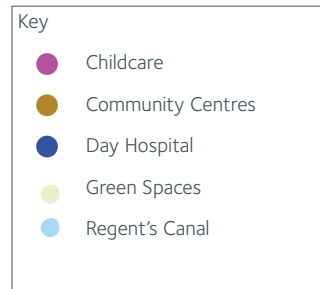 Key
Childcare
Community Centres
Day Hospital
Green Spaces
Regent's Canal